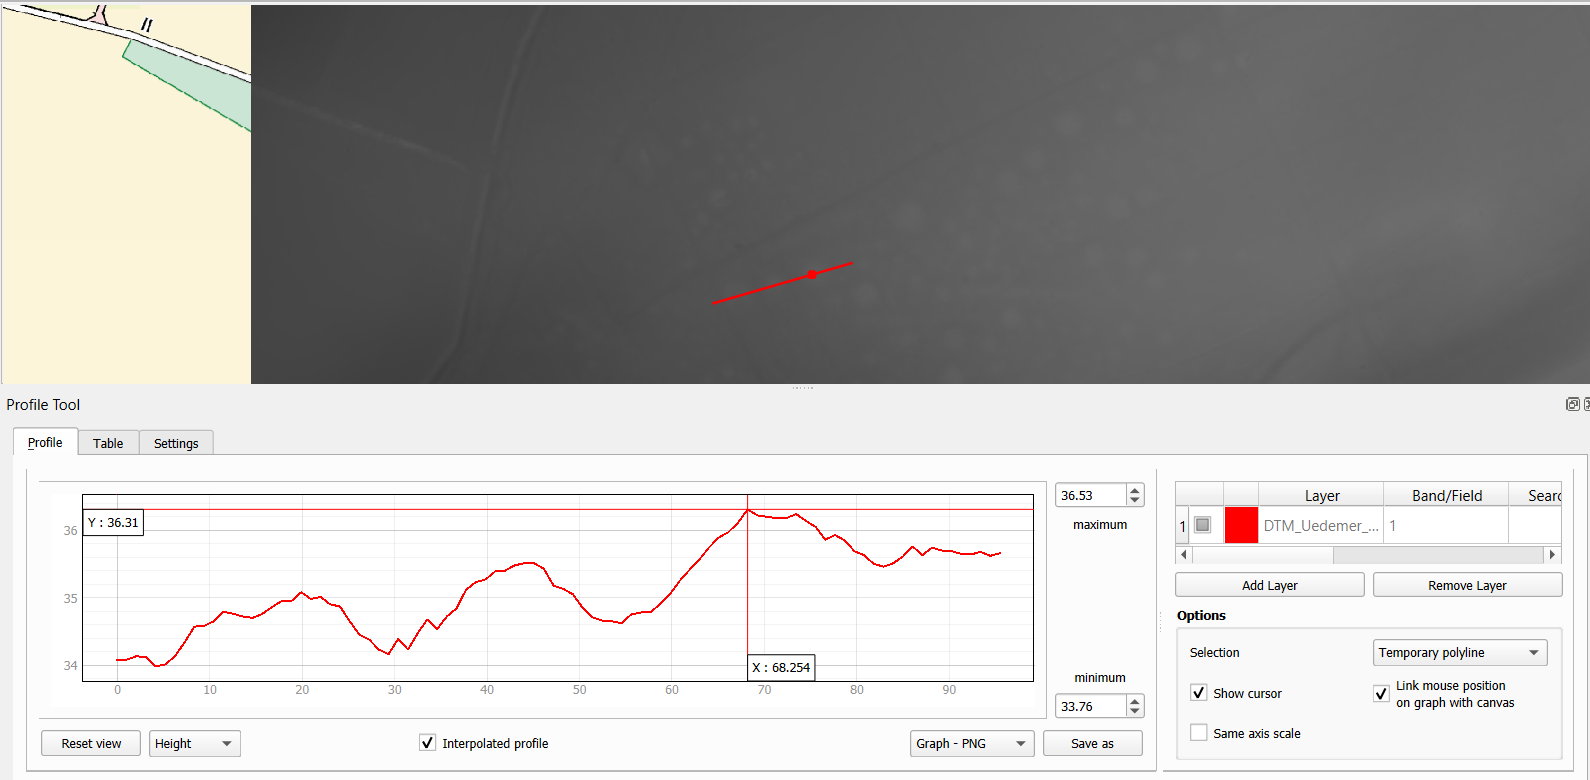 Profile Tool
Profile Table Settings
Y : 36.31
36
35
34
X : 68.254
0 10 20 30 40 50 60 70 80 90
36.53
maximum
minimum
33.76
Reset view Height Interpolated profile Graph - PNG Save as
Layer Band/Field Searc
1 DTM_Uedemer_... 1
Add Layer Remove Layer
Options
Selection Temporary polyline
Show cursor Link mouse position
on graph with canvas
Same axis scale